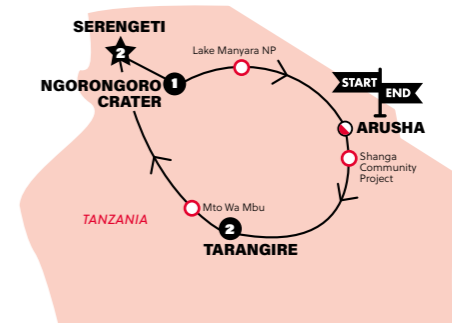 SERENGETI
2
Lake Manyara NP
NGORONGORO
CRATER
1
START
END
ARUSHA
Shanga
Community
Project
Mto Wa Mbu
TANZANIA
2
TARANGIRE